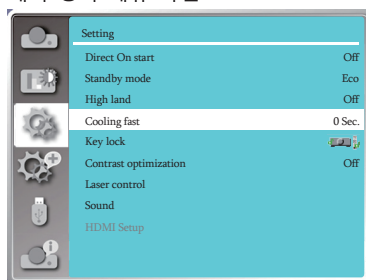 Setting
Direct On start Off
Standby mode Eco
High land Off
Cooling fast 0 Sec.
Key lock
Contrast optimization Off
Laser control
Sound
HDMI Setup